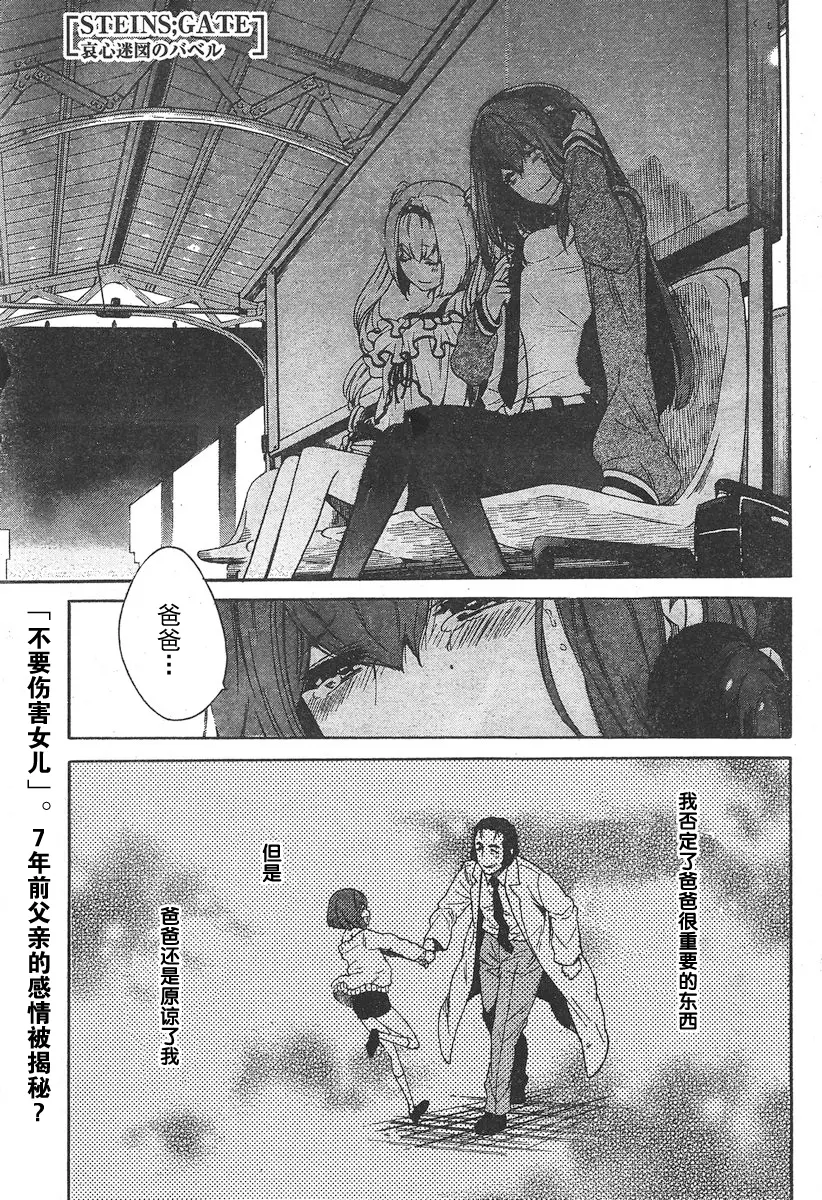 STEINS;GATE
哀心迷図のバベル
爸爸…
「不要伤害女儿」。7年前父亲的感情被揭秘？
我否定了爸爸很重要的东西
但是
爸爸还是原谅了我